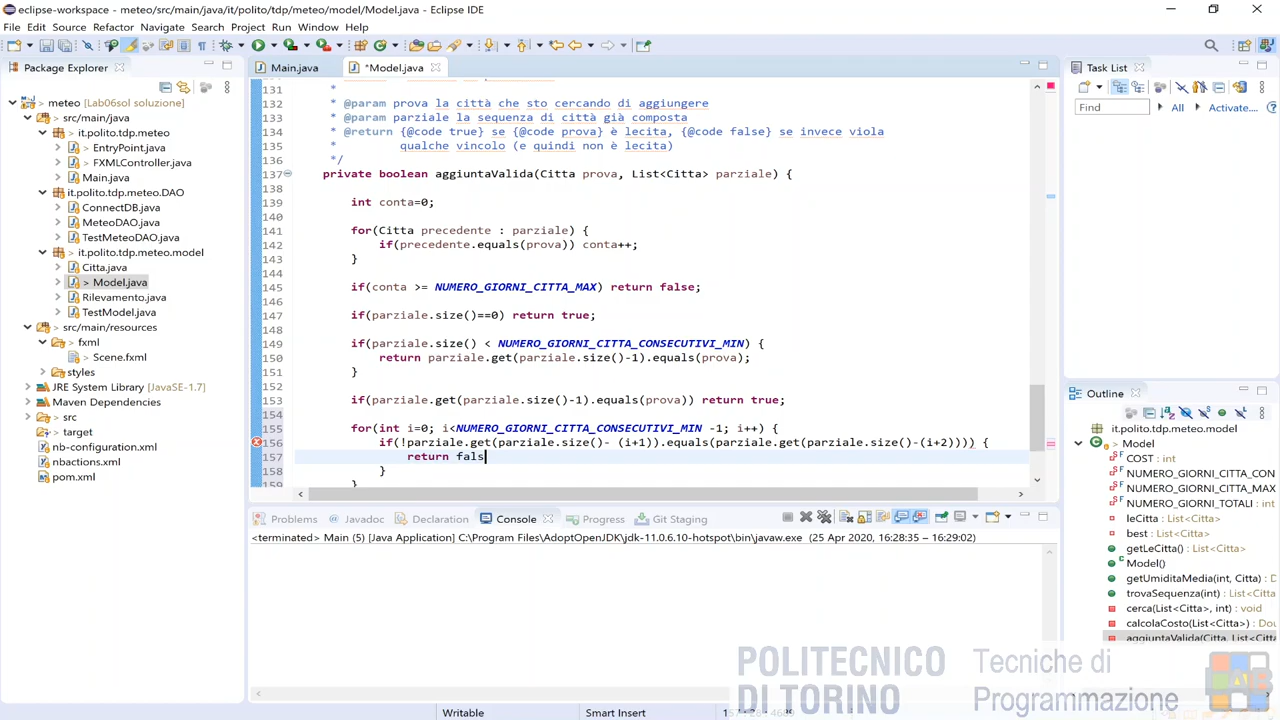 eclipse-workspace - meteo/src/main/java/it/polito/tdp/meteo/model/Model.java - Eclipse IDE
File Edit Source Refactor Navigate Search Project Run Window Help
Package Explorer
meteo [Lab06sol soluzione]
src/main/java
it.polito.tdp.meteo
EntryPoint.java
FXMLController.java
Main.java
it.polito.tdp.meteo.DAO
ConnectDB.java
MeteoDAO.java
TestMeteoDAO.java
it.polito.tdp.meteo.model
Citta.java
> Model.java
Rilevamento.java
TestModel.java
src/main/resources
fxml
Scene.fxml
styles
JRE System Library [JavaSE-1.7]
Maven Dependencies
src
target
nb-configuration.xml
nbactions.xml
pom.xml
Main.java
*Model.java
131 *
132 * @param prova la città che sto cercando di aggiungere
133 * @param parziale la sequenza di città già composta
134 * @return {@code true} se {@code prova} è lecita, {@code false} se invece viola
135 * qualche vincolo (e quindi non è lecita)
136 */
137 private boolean aggiuntaValida(Citta prova, List<Citta> parziale) {
138
139 int conta=0;
140
141 for(Citta precedente : parziale) {
142 if(precedente.equals(prova)) conta++;
143 }
144
145 if(conta >= NUMERO_GIORNI_CITTA_MAX) return false;
146
147 if(parziale.size()==0) return true;
148
149 if(parziale.size() < NUMERO_GIORNI_CITTA_CONSECUTIVI_MIN) {
150 return parziale.get(parziale.size()-1).equals(prova);
151 }
152
153 if(parziale.get(parziale.size()-1).equals(prova)) return true;
154
155 for(int i=0; i<NUMERO_GIORNI_CITTA_CONSECUTIVI_MIN -1; i++) {
156 if(!parziale.get(parziale.size()- (i+1)).equals(parziale.get(parziale.size()-(i+2)))) {
157 return fals
158 }
159 }
Problems Javadoc Declaration Console Progress Git Staging
<terminated> Main (5) [Java Application] C:\Program Files\AdoptOpenJDK\jdk-11.0.6.10-hotspot\bin\javaw.exe (25 Apr 2020, 16:28:35 – 16:29:02)
Task List
Find All Activate...
Outline
it.polito.tdp.meteo.model
Model
COST : int
NUMERO_GIORNI_CITTA_CON
NUMERO_GIORNI_CITTA_MAX
NUMERO_GIORNI_TOTALI : int
leCitta : List<Citta>
best : List<Citta>
getLeCitta() : List<Citta>
Model()
getUmiditaMedia(int, Citta) : D
trovaSequenza(int) : List<Citta
cerca(List<Citta>, int) : void
calcolaCosto(List<Citta>) : Dou
aggiuntaValida(Citta, List<Citta
POLITECNICO
DI TORINO
Tecniche di
Programmazione
Writable Smart Insert